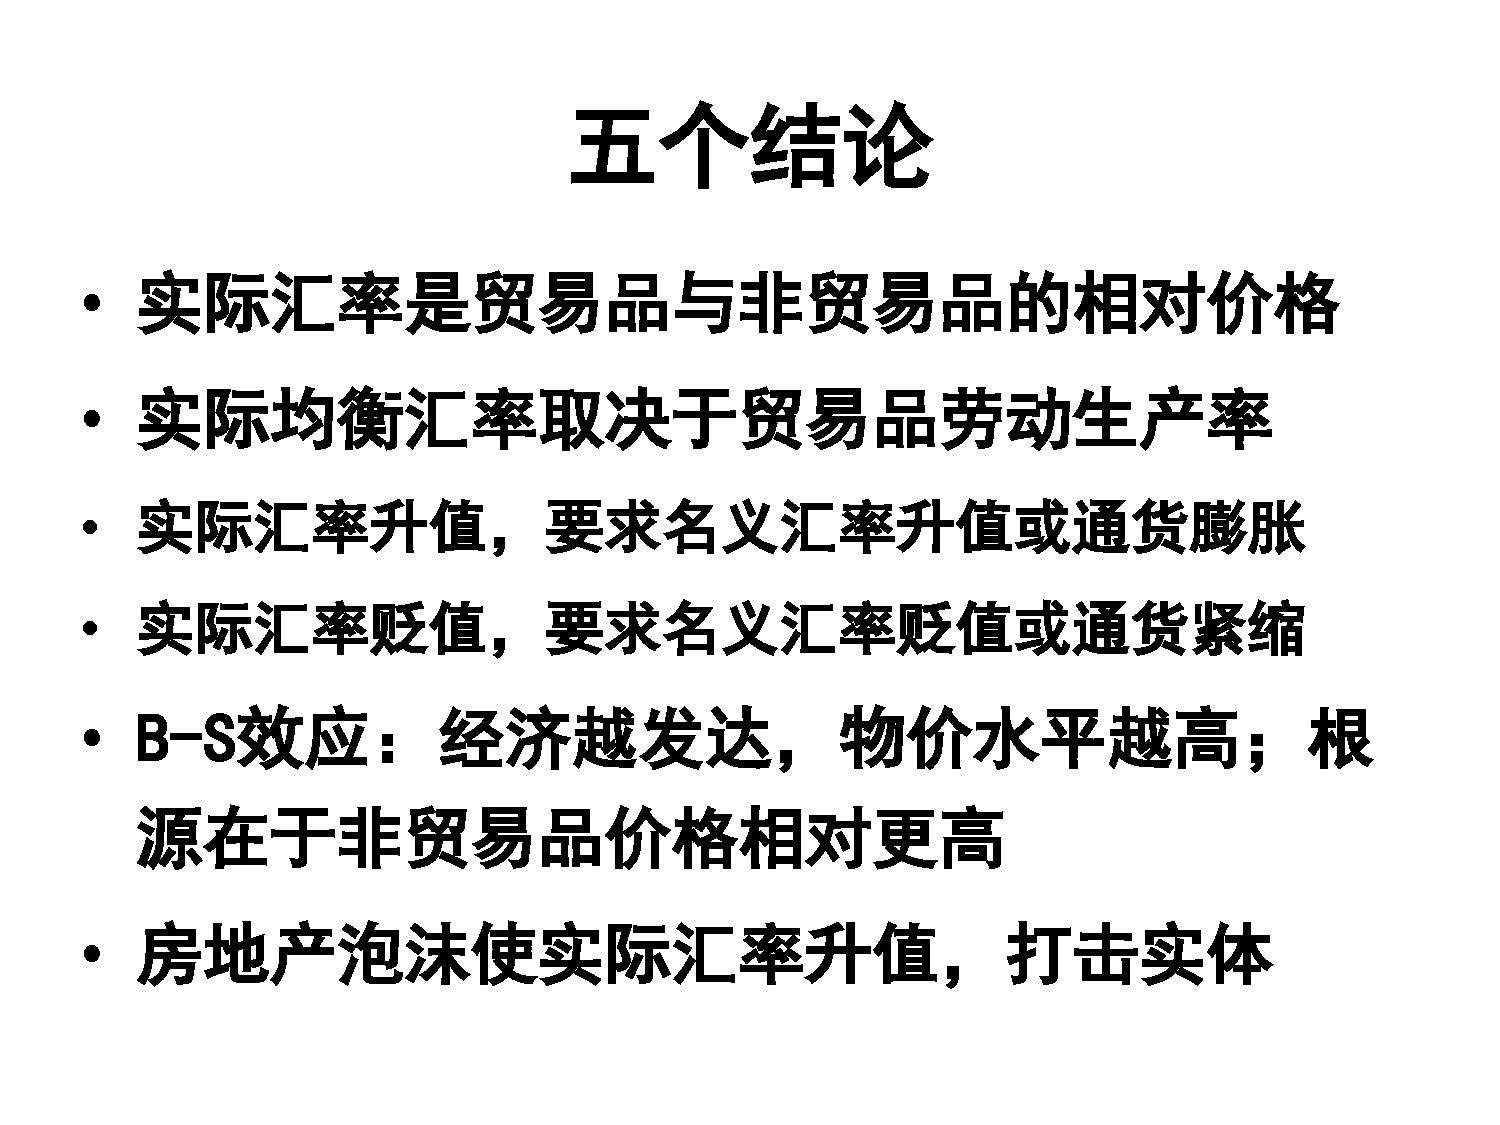 五个结论
• 实际汇率是贸易品与非贸易品的相对价格
• 实际均衡汇率取决于贸易品劳动生产率
• 实际汇率升值，要求名义汇率升值或通货膨胀
• 实际汇率贬值，要求名义汇率贬值或通货紧缩
• B-S效应：经济越发达，物价水平越高；根
源在于非贸易品价格相对更高
• 房地产泡沫使实际汇率升值，打击实体